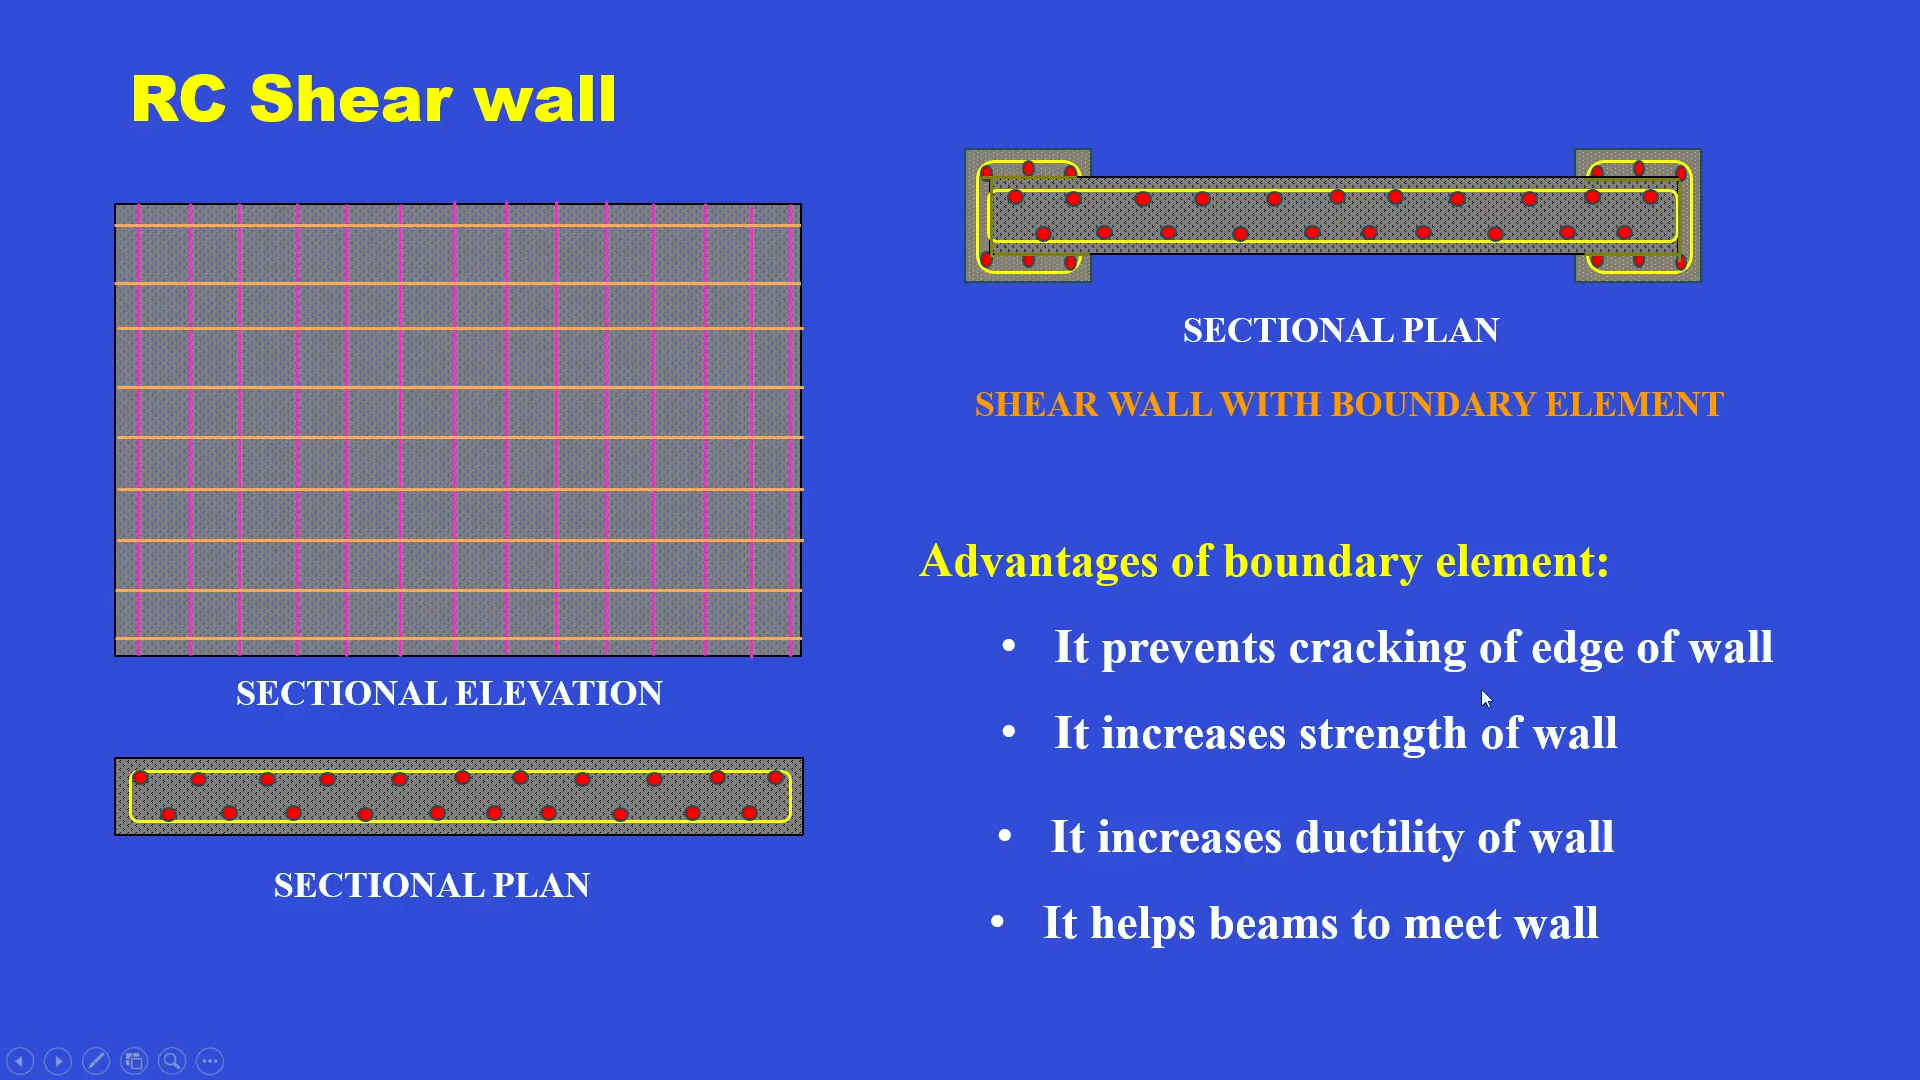 RC Shear wall
SECTIONAL ELEVATION
SECTIONAL PLAN
SECTIONAL PLAN
SHEAR WALL WITH BOUNDARY ELEMENT
Advantages of boundary element:
• It prevents cracking of edge of wall
• It increases strength of wall
• It increases ductility of wall
• It helps beams to meet wall